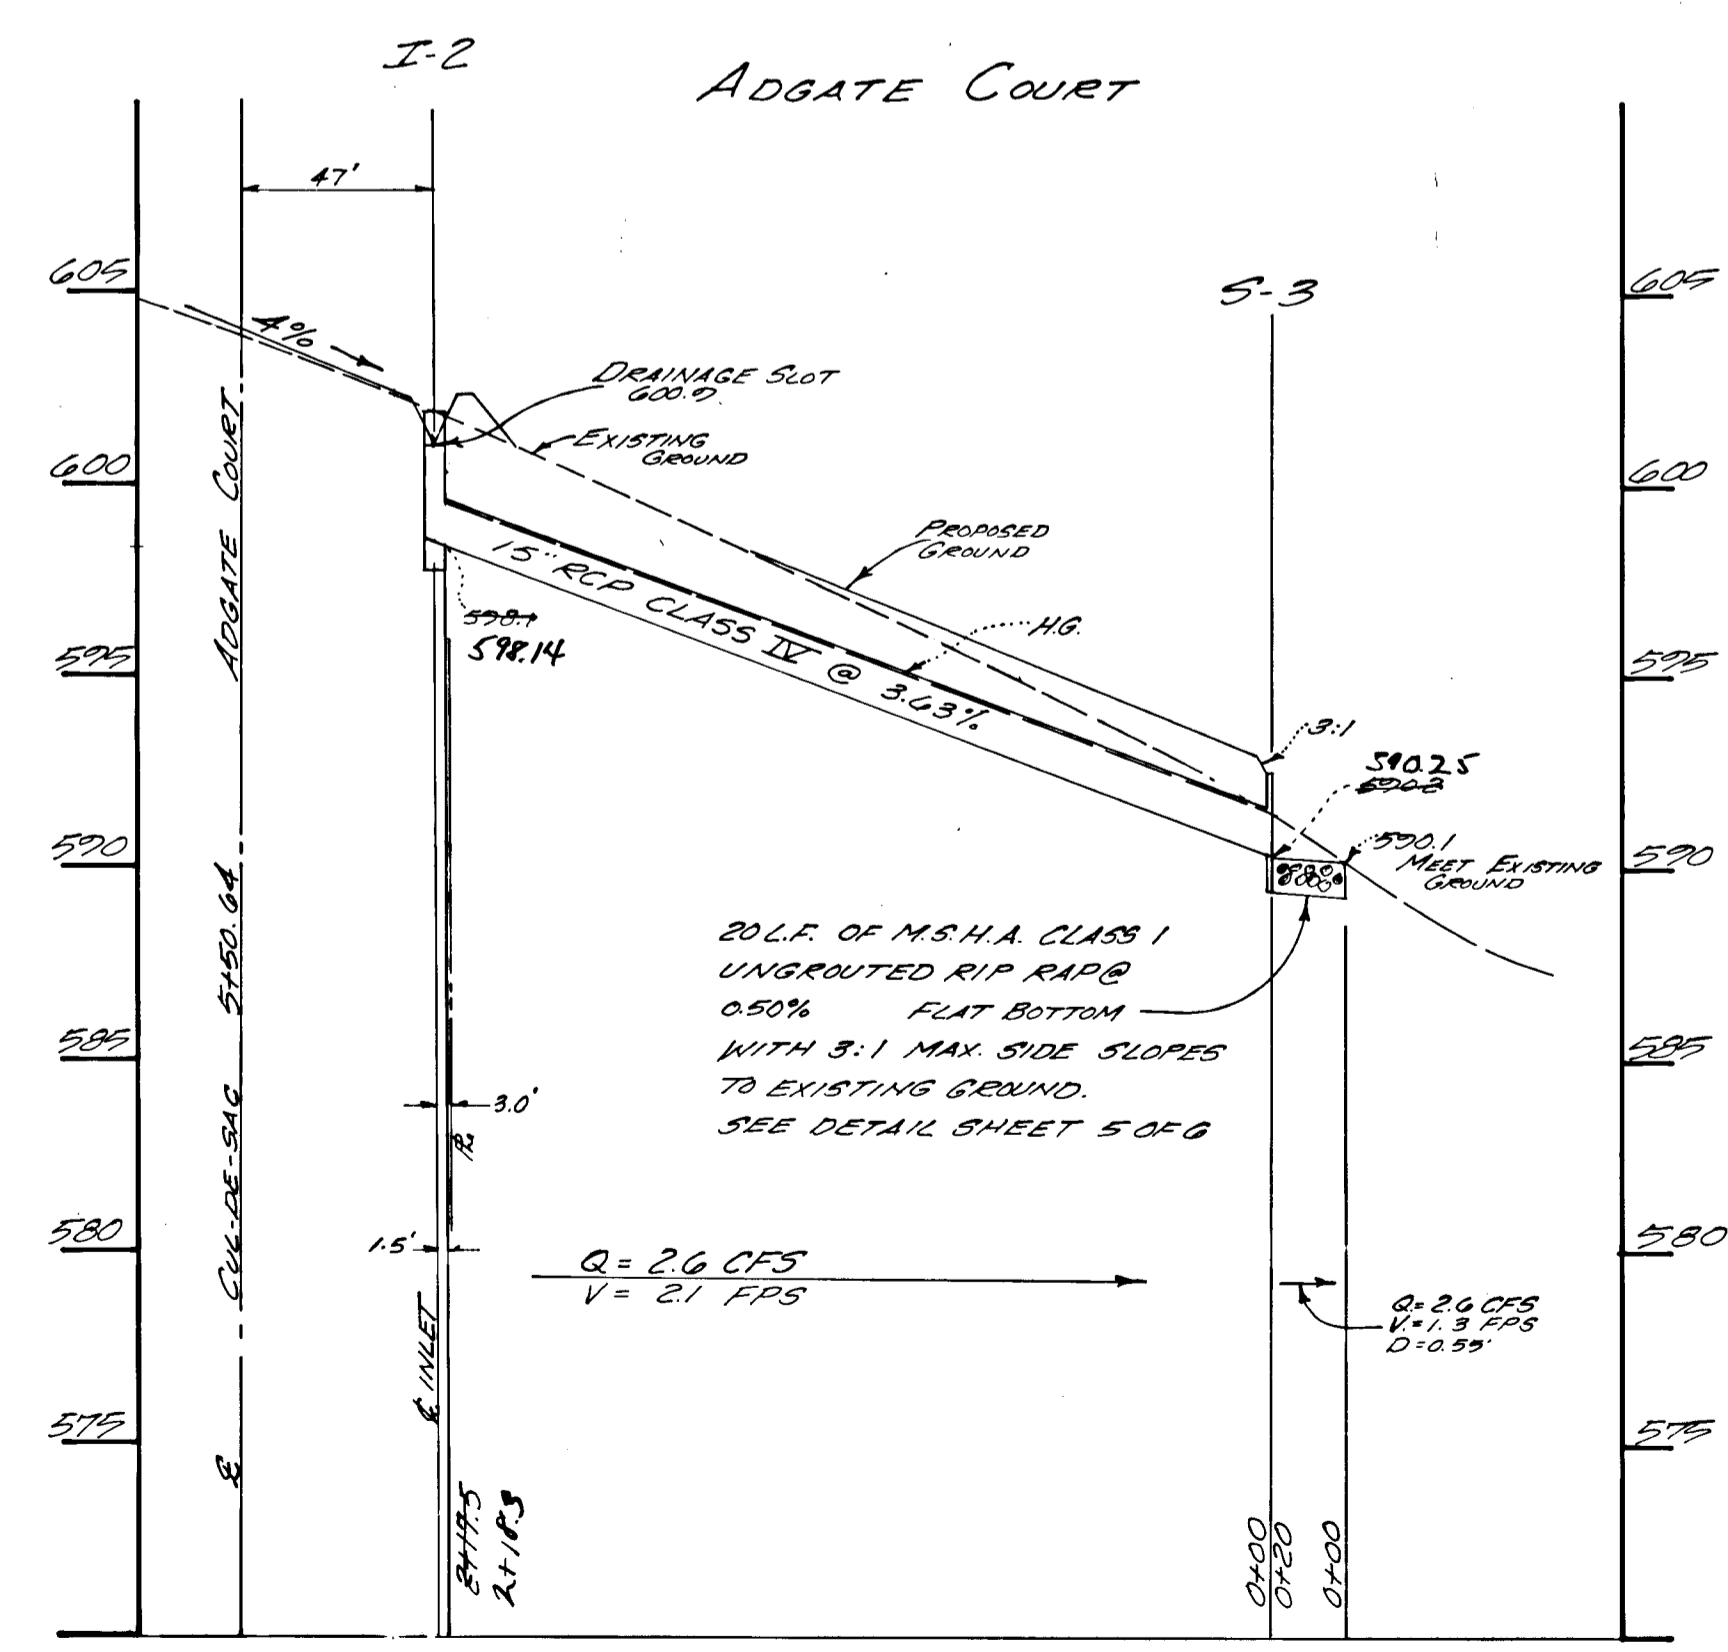 I-2
ADGATE COURT
47'
605
605
S-3
4%
DRAINAGE SLOT
600.9
EXISTING
GROUND
600
600
PROPOSED
GROUND
15" RCP CLASS IV @ 3.63%
H.G.
598.1
598.14
595
595
3:1
590.25
590.3
590.1
MEET EXISTING
GROUND
590
590
ADGATE COURT
CUL-DE-SAC 5+50.64
℄
20 L.F. OF M.S.H.A. CLASS 1
UNGROUTED RIP RAP @
0.50% FLAT BOTTOM
WITH 3:1 MAX. SIDE SLOPES
TO EXISTING GROUND.
SEE DETAIL SHEET 5 OF 6
585
585
3.0'
580
580
1.5'
Q = 2.6 CFS
V = 2.1 FPS
Q = 2.6 CFS
V. = 1.3 FPS
D = 0.55'
℄ INLET
575
575
2+18.3
0+00
0+20
0+00